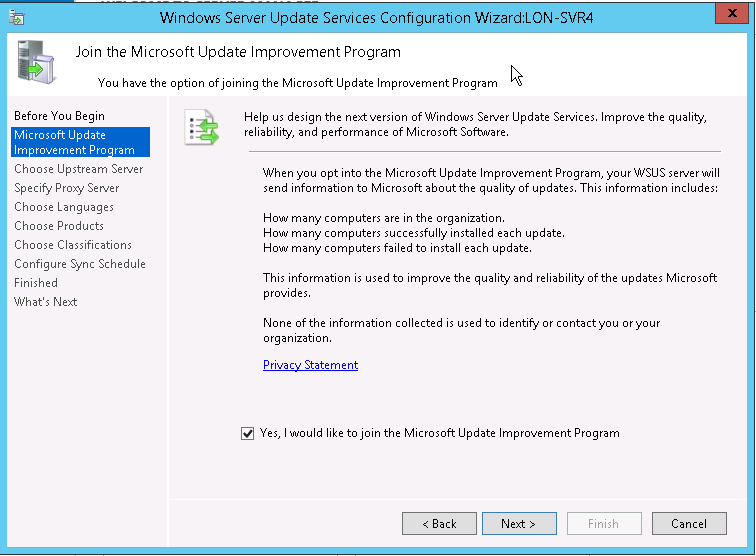 Windows Server Update Services Configuration Wizard:LON-SVR4
x
Join the Microsoft Update Improvement Program
You have the option of joining the Microsoft Update Improvement Program
Before You Begin
Microsoft Update
Improvement Program
Choose Upstream Server
Specify Proxy Server
Choose Languages
Choose Products
Choose Classifications
Configure Sync Schedule
Finished
What's Next
Help us design the next version of Windows Server Update Services. Improve the quality,
reliability, and performance of Microsoft Software.
When you opt into the Microsoft Update Improvement Program, your WSUS server will
send information to Microsoft about the quality of updates. This information includes:
How many computers are in the organization.
How many computers successfully installed each update.
How many computers failed to install each update.
This information is used to improve the quality and reliability of the updates Microsoft
provides.
None of the information collected is used to identify or contact you or your
organization.
Privacy Statement
Yes, I would like to join the Microsoft Update Improvement Program
< Back
Next >
Finish
Cancel